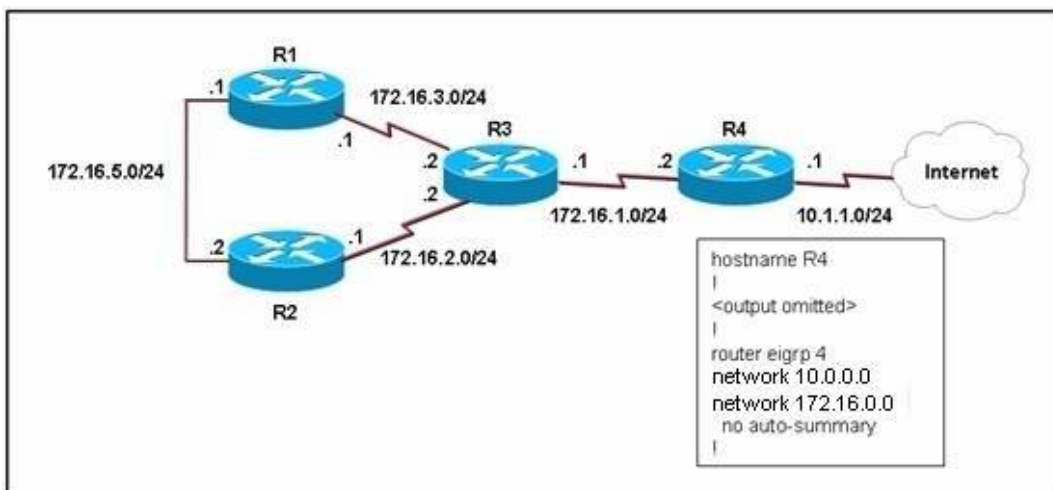 R1
.1
172.16.3.0/24
.1
R3
R4
.2
.1
.2
.1
Internet
172.16.5.0/24
.2
172.16.1.0/24
10.1.1.0/24
.2
.1
172.16.2.0/24
R2
hostname R4
|
<output omitted>
|
router eigrp 4
network 10.0.0.0
network 172.16.0.0
no auto-summary
|